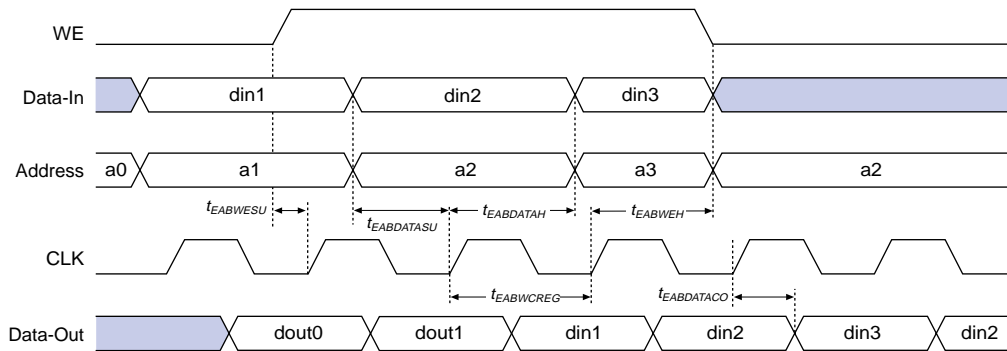 WE
Data-In din1 din2 din3
Address a0 a1 a2 a3 a2
tEABWESU tEABDATASU tEABDATAH tEABWEH
CLK
tEABWCREG tEABDATACO
Data-Out dout0 dout1 din1 din2 din3 din2